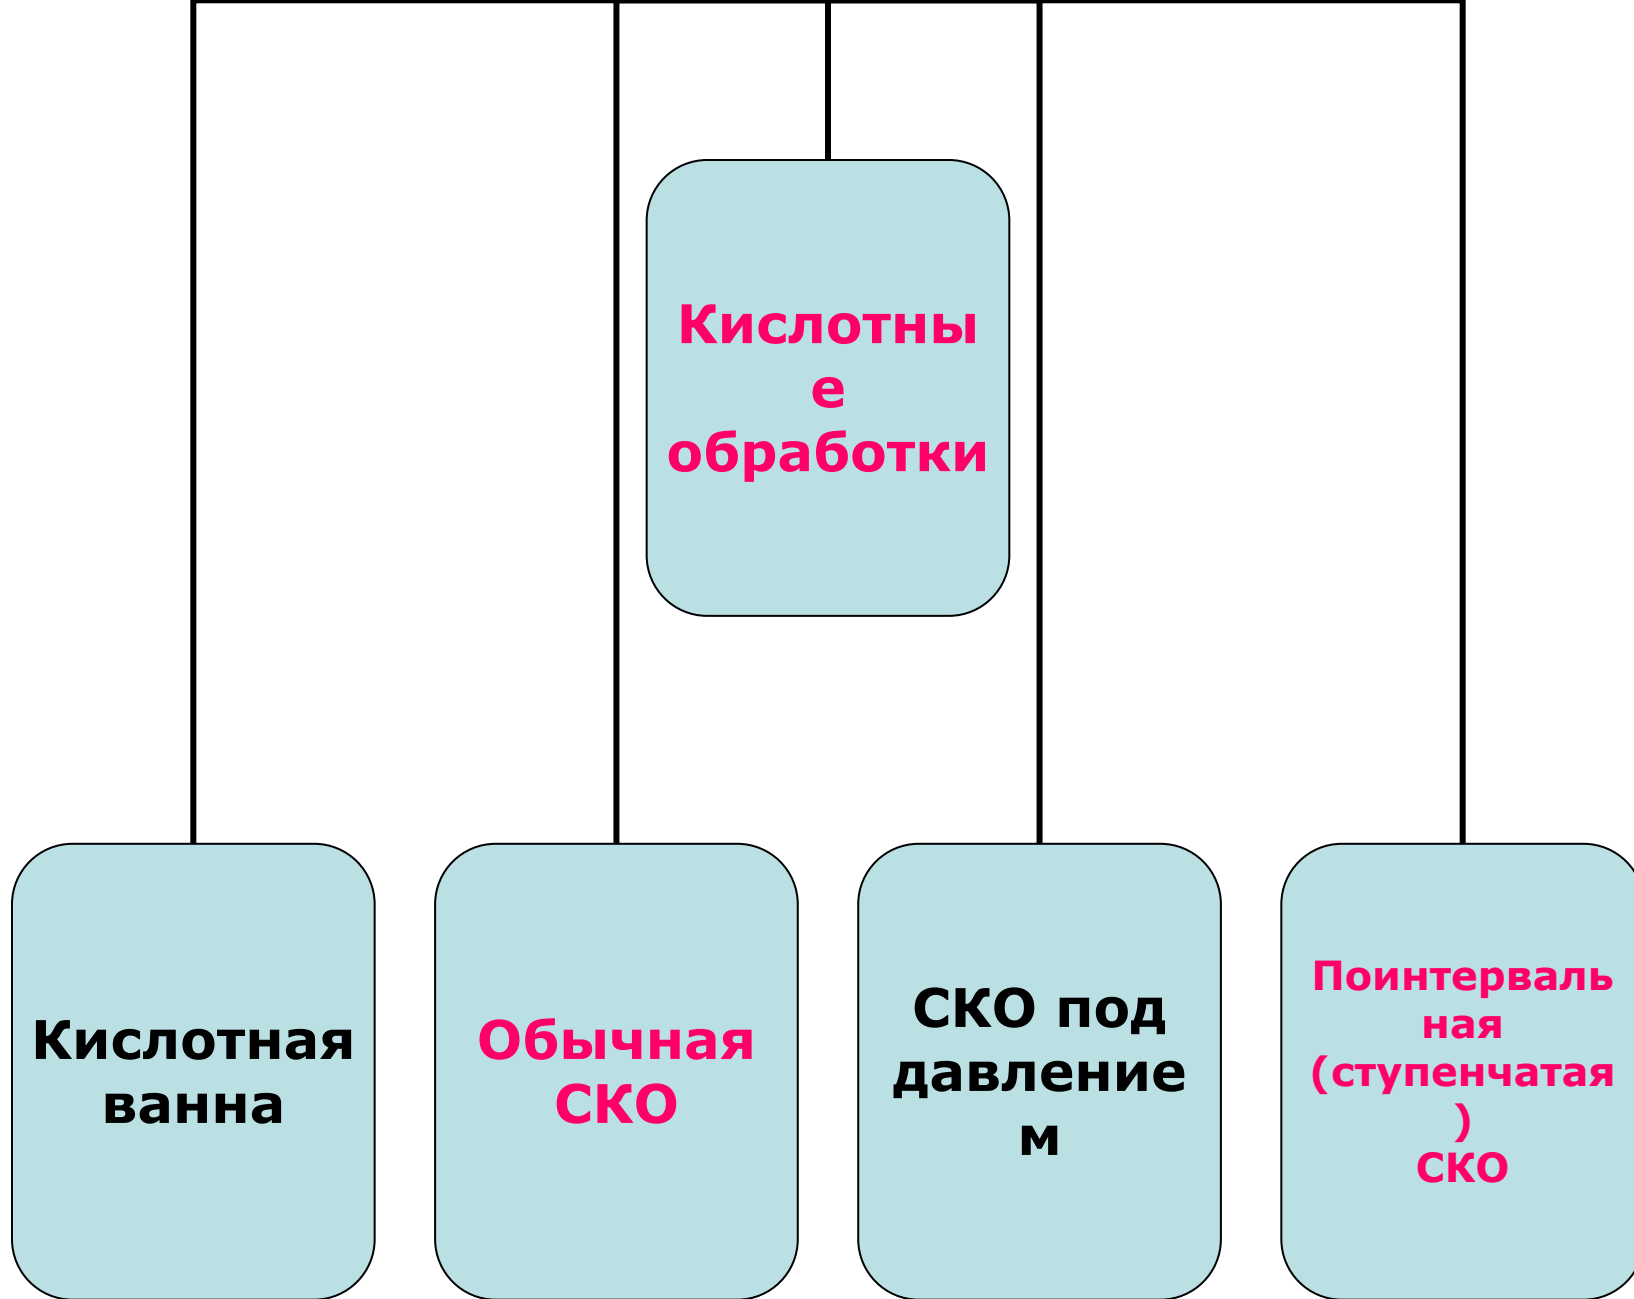 Кислотны
е
обработки
Кислотная
ванна
Обычная
СКО
СКО под
давление
м
Поинтерваль
ная
(ступенчатая
)
СКО